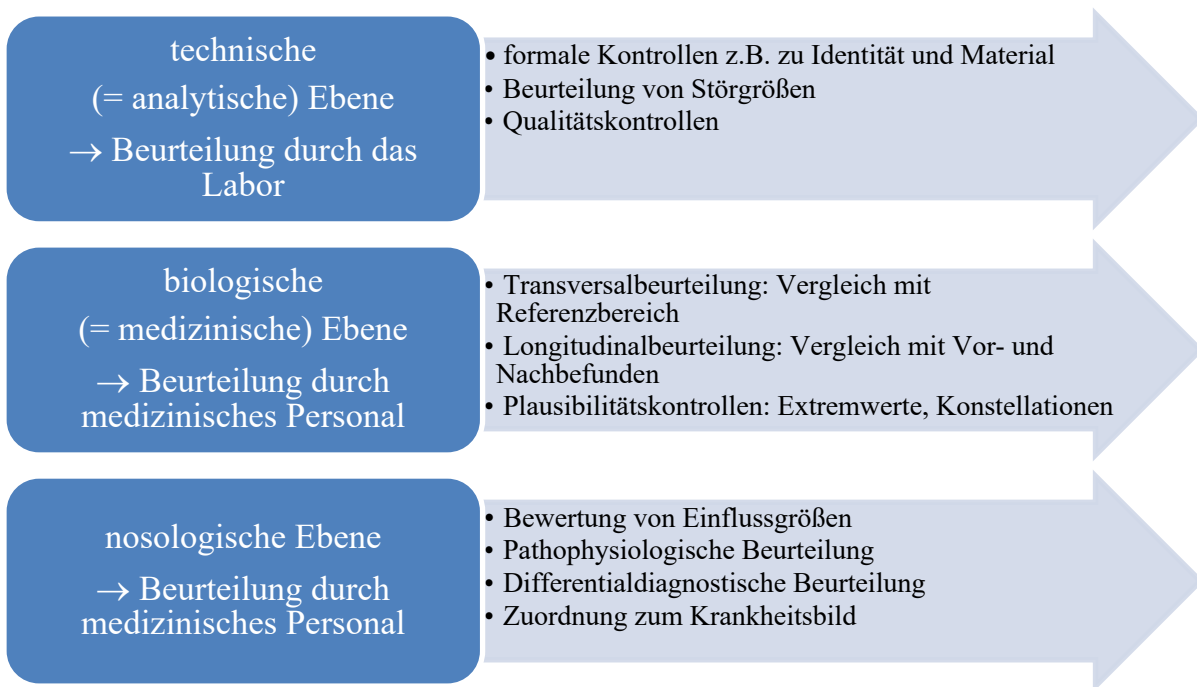 technische
(= analytische) Ebene
→ Beurteilung durch das
Labor
• formale Kontrollen z.B. zu Identität und Material
• Beurteilung von Störgrößen
• Qualitätskontrollen
biologische
(= medizinische) Ebene
→ Beurteilung durch
medizinisches Personal
• Transversalbeurteilung: Vergleich mit
Referenzbereich
• Longitudinalbeurteilung: Vergleich mit Vor- und
Nachbefunden
• Plausibilitätskontrollen: Extremwerte, Konstellationen
nosologische Ebene
→ Beurteilung durch
medizinisches Personal
• Bewertung von Einflussgrößen
• Pathophysiologische Beurteilung
• Differentialdiagnostische Beurteilung
• Zuordnung zum Krankheitsbild